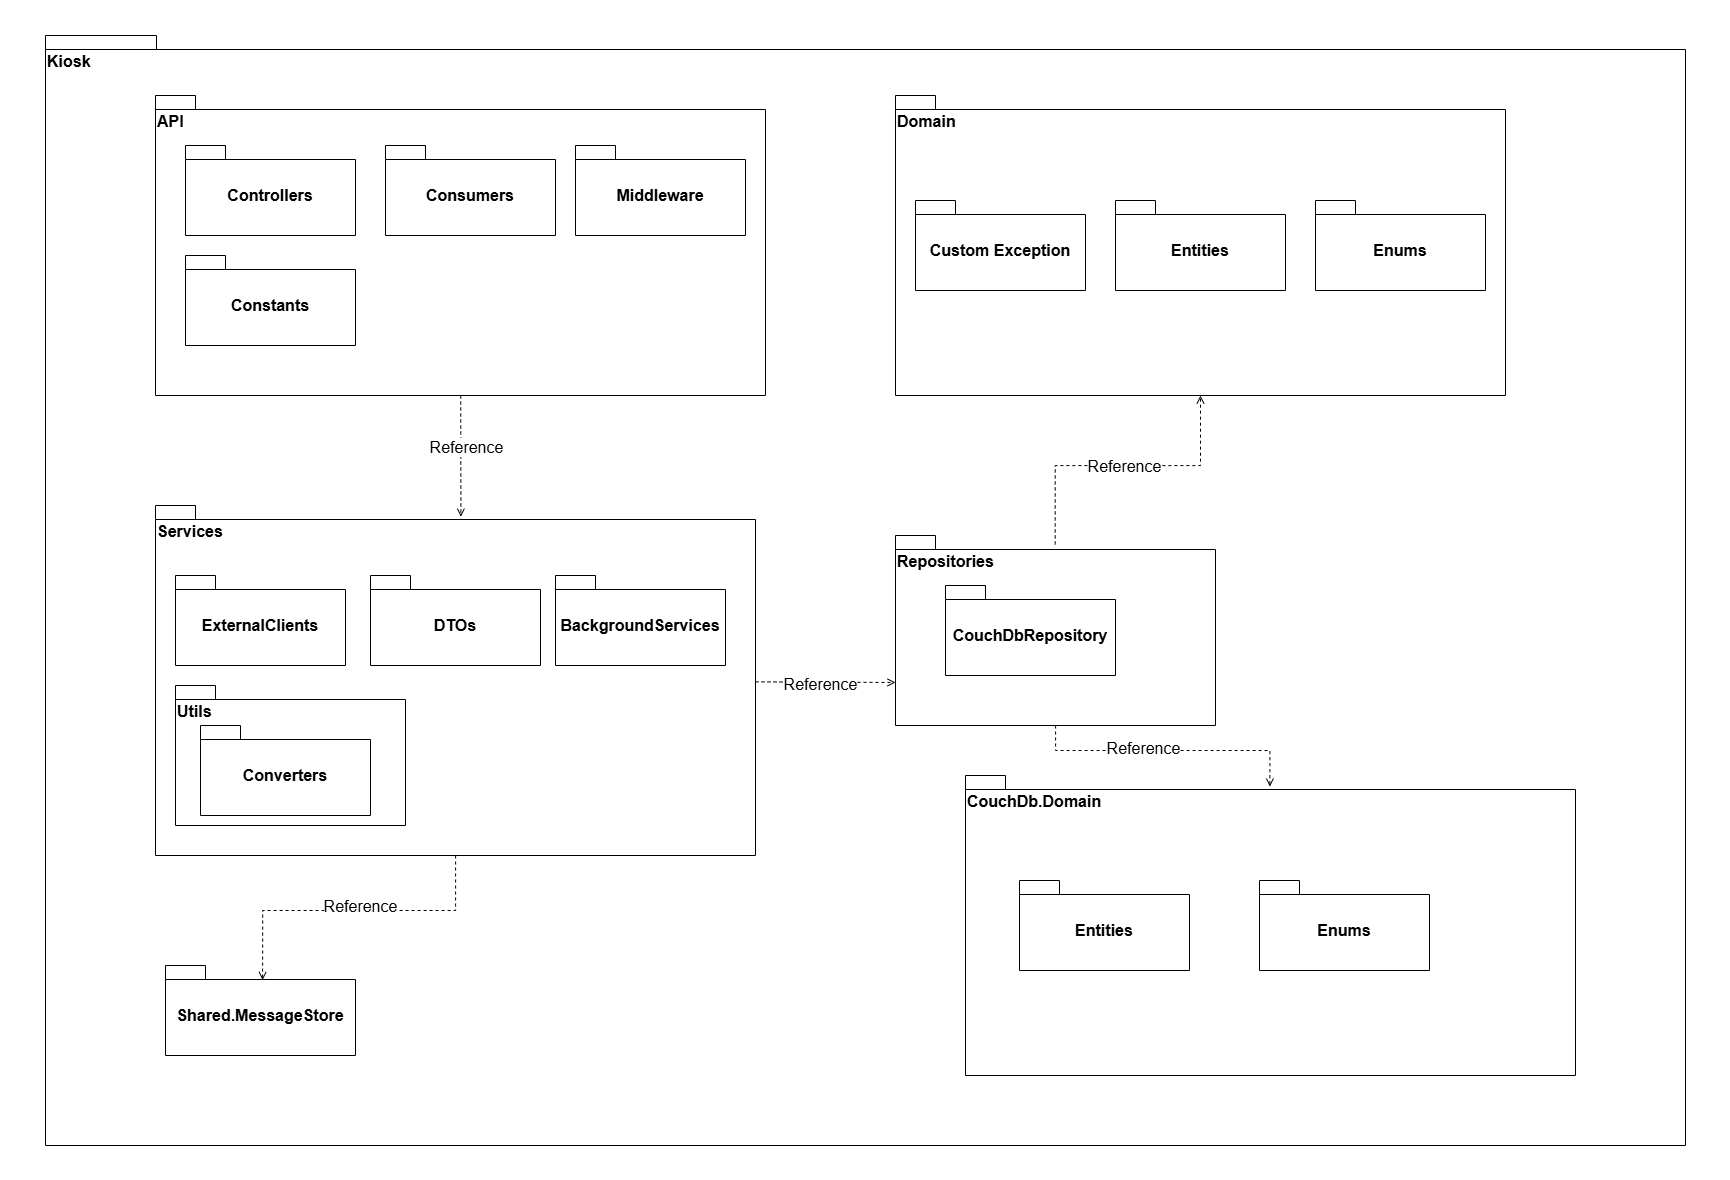 Kiosk
API
Controllers
Consumers
Middleware
Constants
Domain
Custom Exception
Entities
Enums
Reference
Reference
Services
ExternalClients
DTOs
BackgroundServices
Utils
Converters
Reference
Repositories
CouchDbRepository
Reference
CouchDb.Domain
Entities
Enums
Reference
Shared.MessageStore